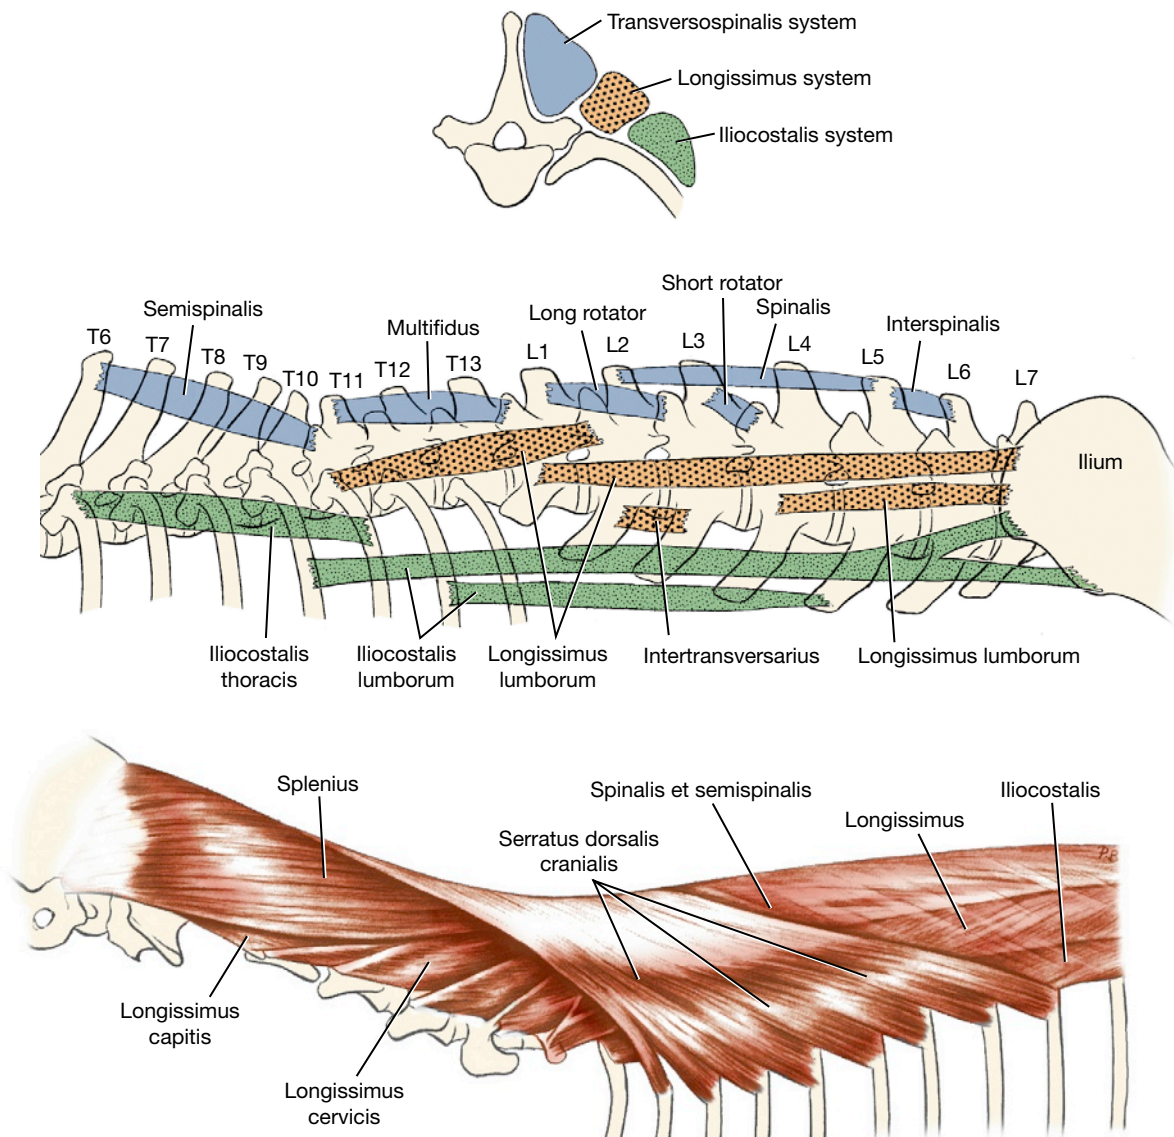 Transversospinalis system
Longissimus system
Iliocostalis system
Short rotator
Semispinalis
Spinalis
Long rotator
Multifidus
Interspinalis
T6
T7
T8
T9
T10
T11
T12
T13
L1
L2
L3
L4
L5
L6
L7
Ilium
Iliocostalis
thoracis
Iliocostalis
lumborum
Longissimus
lumborum
Intertransversarius
Longissimus lumborum
Splenius
Spinalis et semispinalis
Iliocostalis
Longissimus
Serratus dorsalis
cranialis
Longissimus
capitis
Longissimus
cervicis